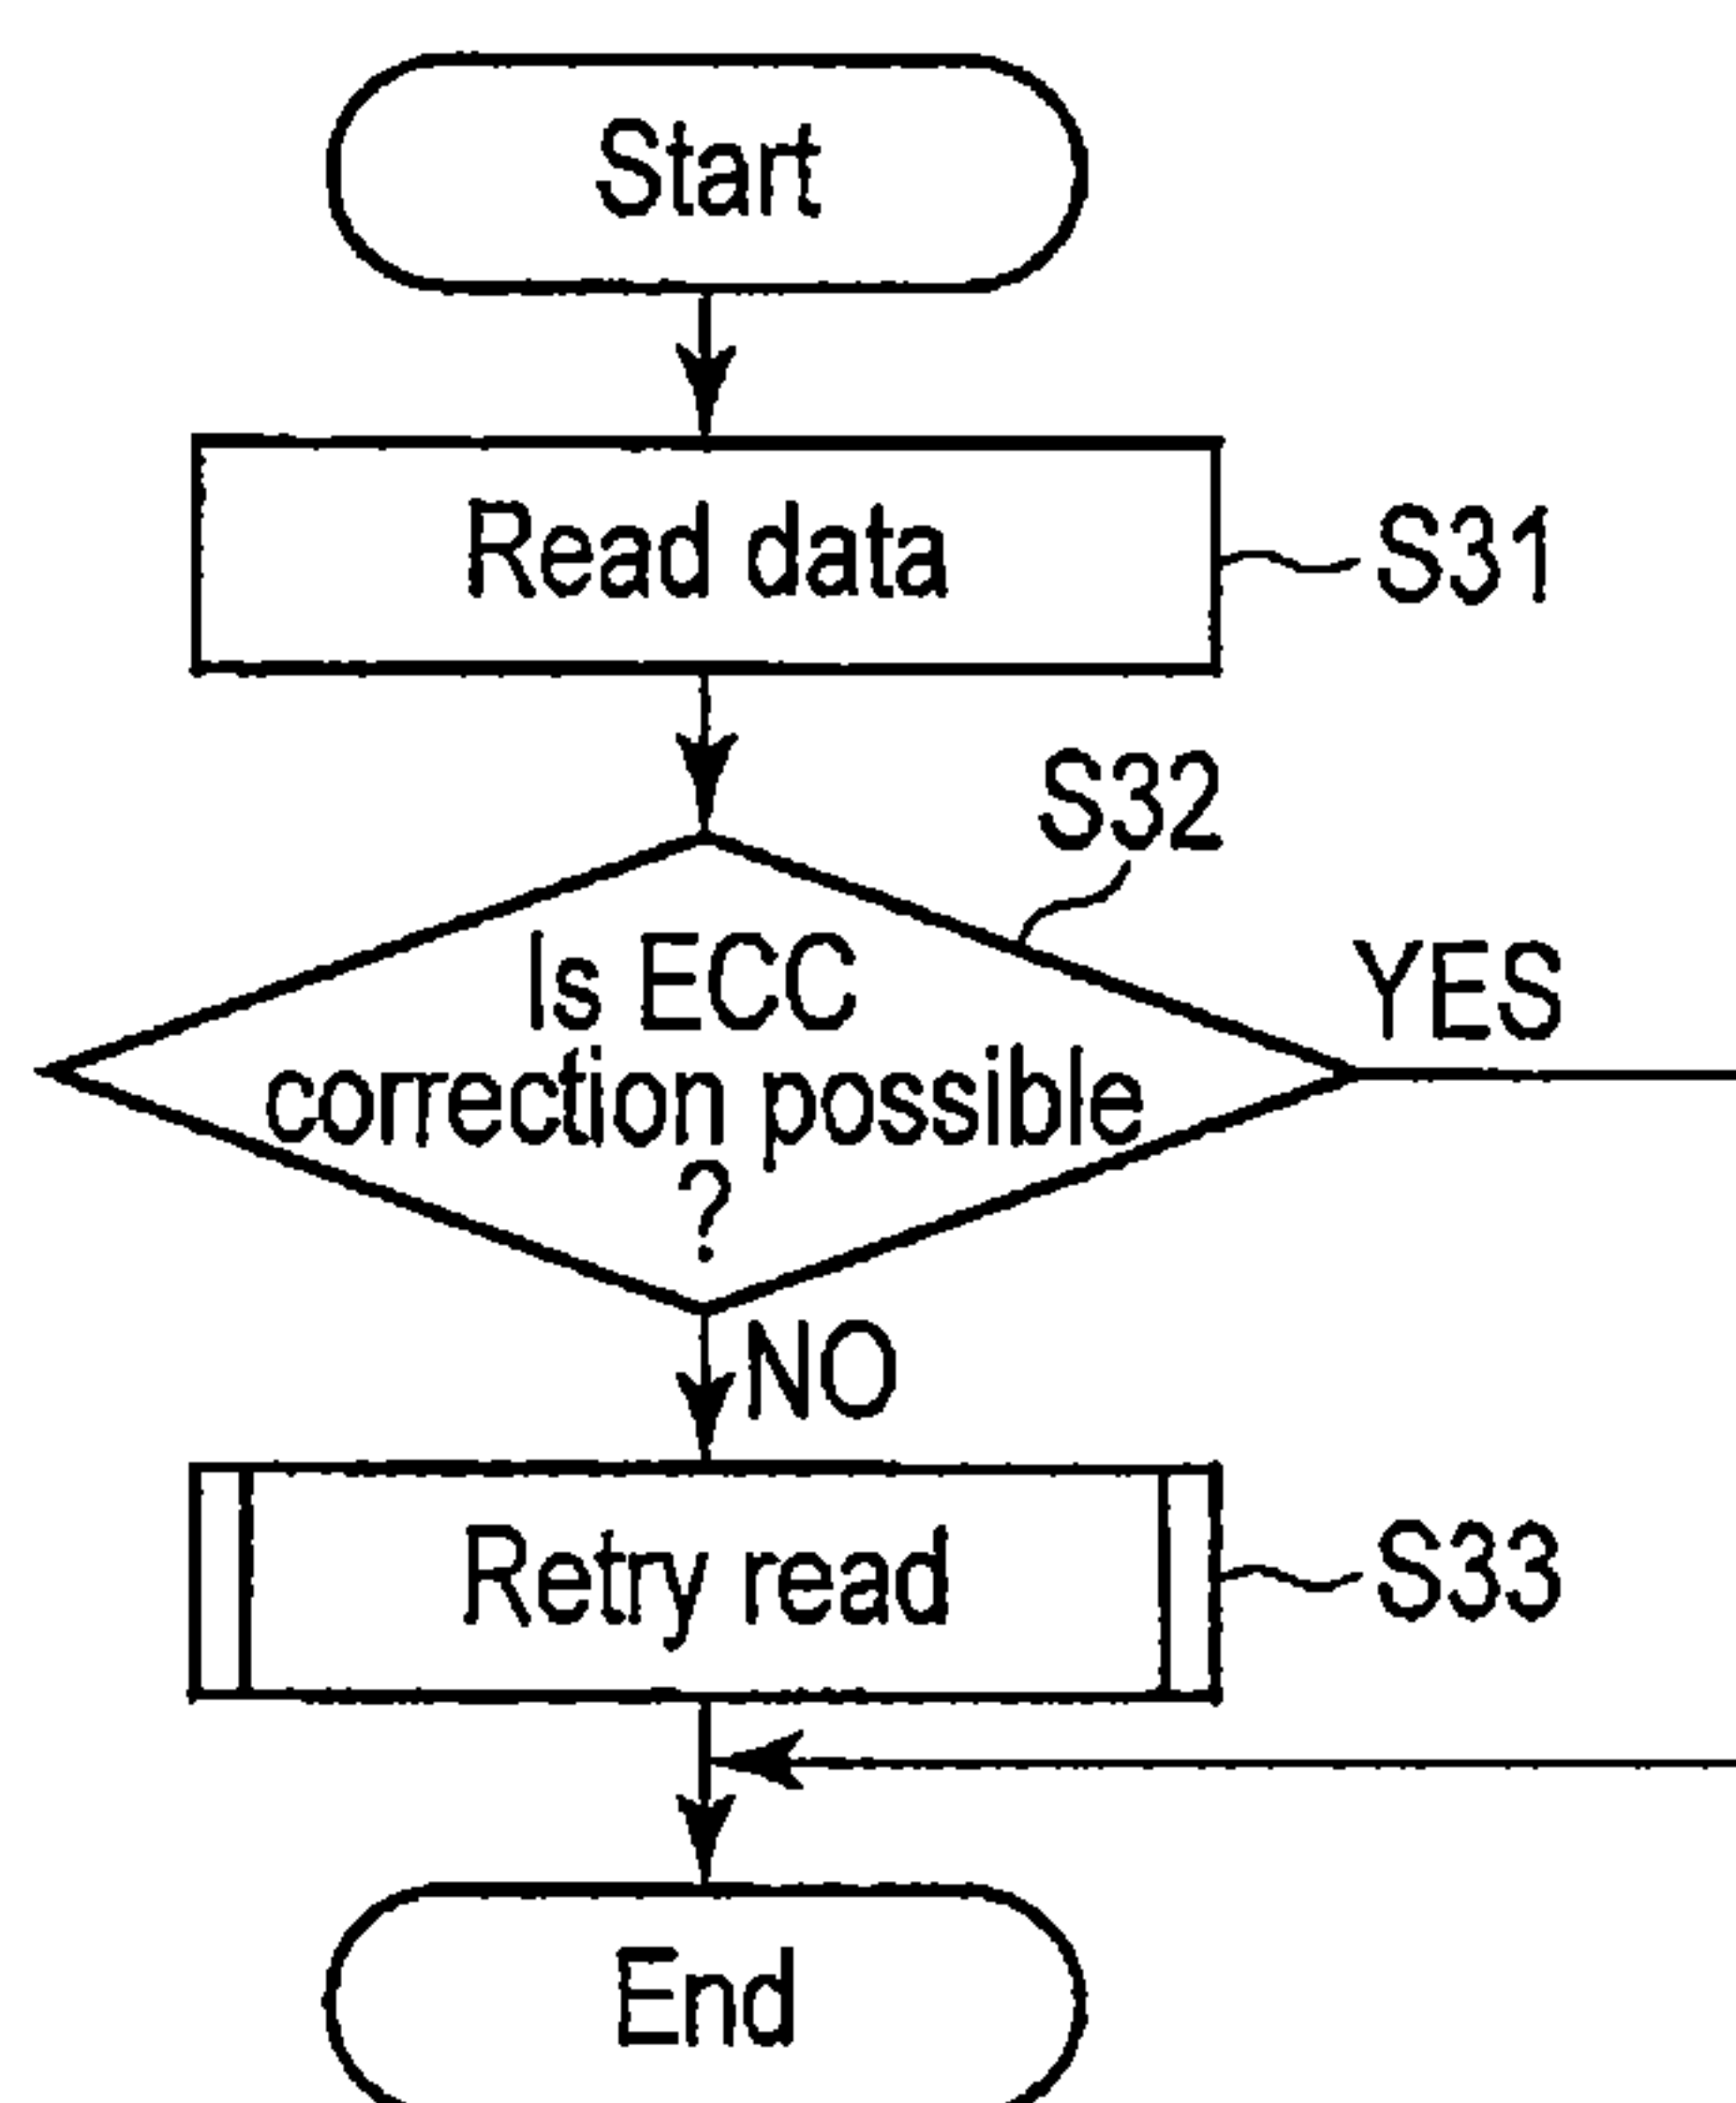 Start
Read data
S31
S32
Is ECC
correction possible
?
YES
NO
Retry read
S33
End